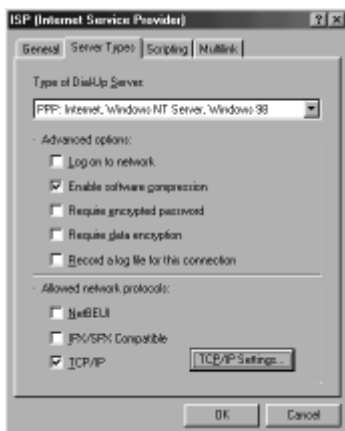 ISP (Internet Service Provider)
General Server Types Scripting Multilink
Type of Dial-Up Server:
PPP: Internet, Windows NT Server, Windows 98
Advanced options:
Log on to network
Enable software compression
Require encrypted password
Require data encryption
Record a log file for this connection
Allowed network protocols:
NetBEUI
IPX/SPX Compatible
TCP/IP TCP/IP Settings...
OK Cancel